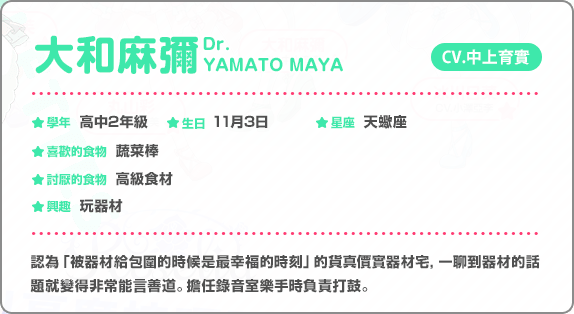 大和麻彌 Dr. YAMATO MAYA CV.中上育實
學年 高中2年級 生日 11月3日 星座 天蠍座
喜歡的食物 蔬菜棒
討厭的食物 高級食材
興趣 玩器材
認為「被器材給包圍的時候是最幸福的時刻」的貨真價實器材宅,一聊到器材的話
題就變得非常能言善道。擔任錄音室樂手時負責打鼓。